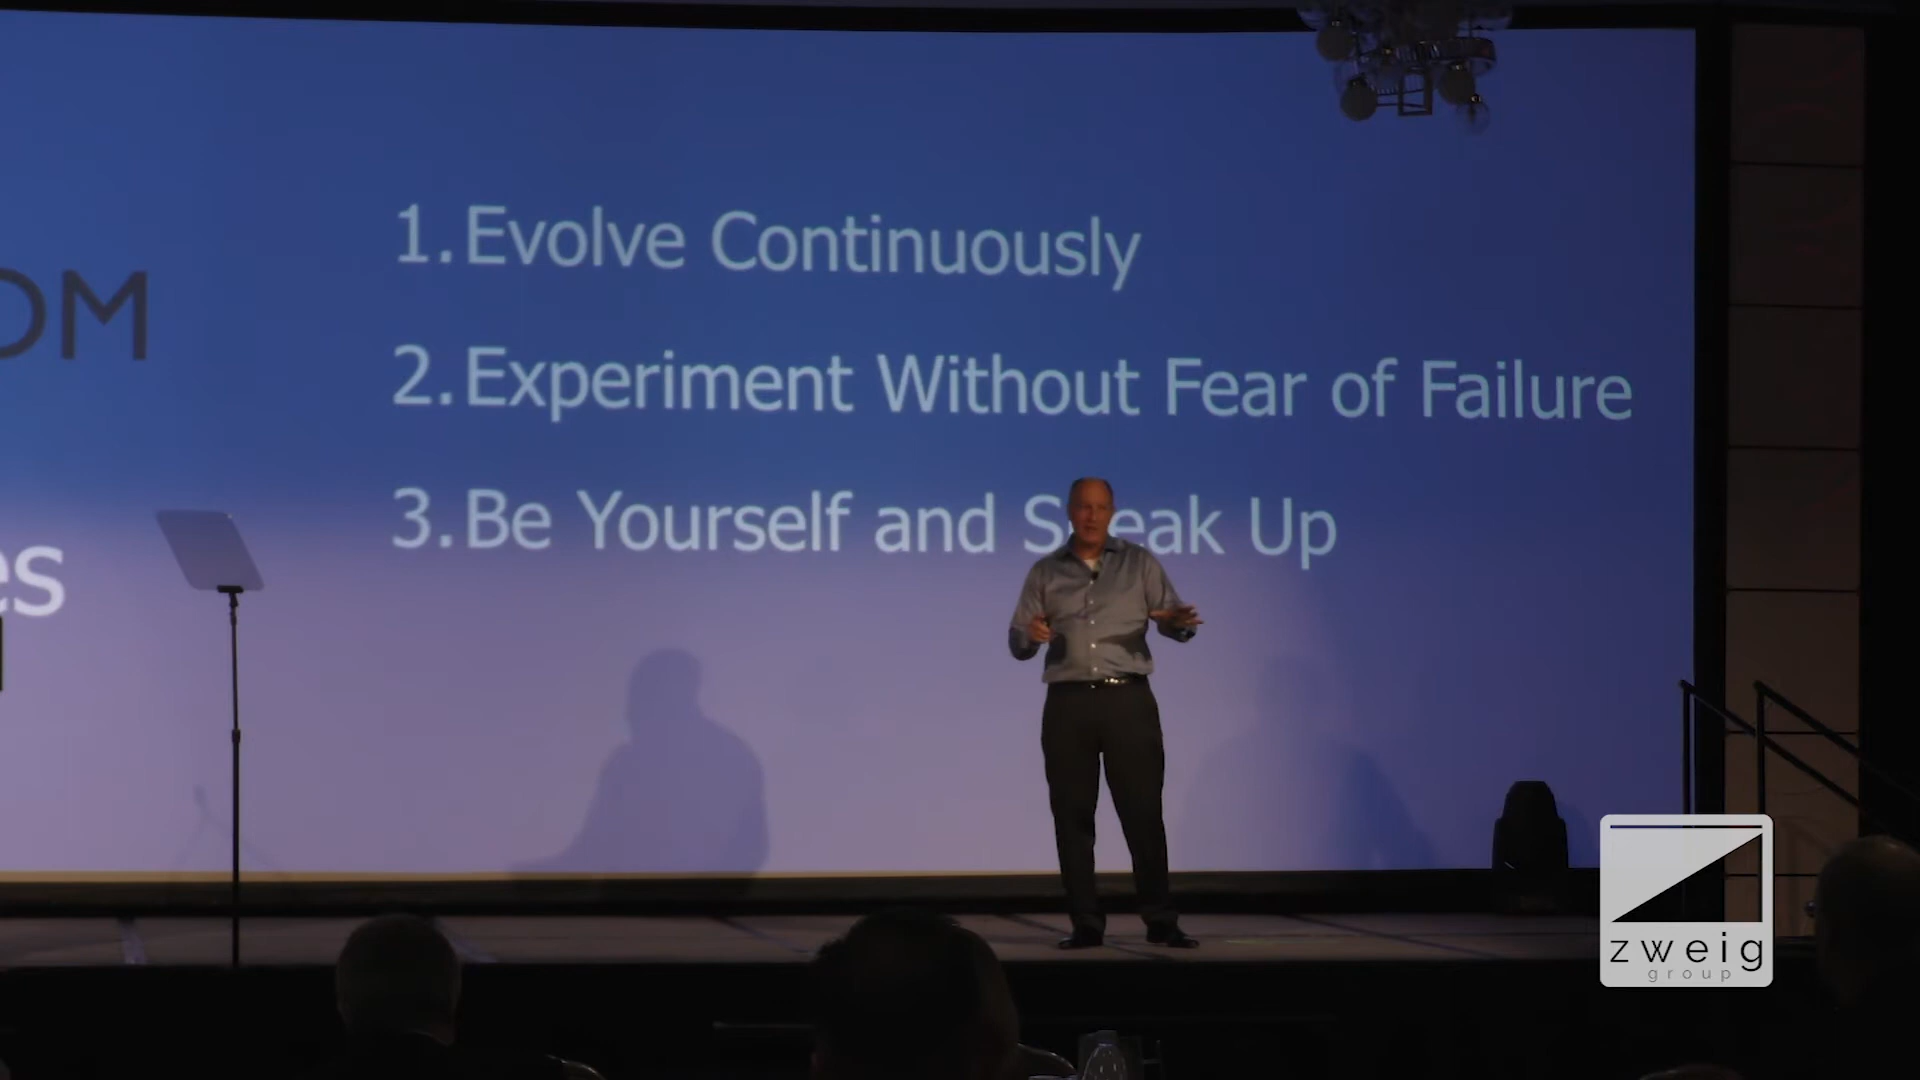 OM
es
1. Evolve Continuously
2. Experiment Without Fear of Failure
3. Be Yourself and Speak Up
zweig
group